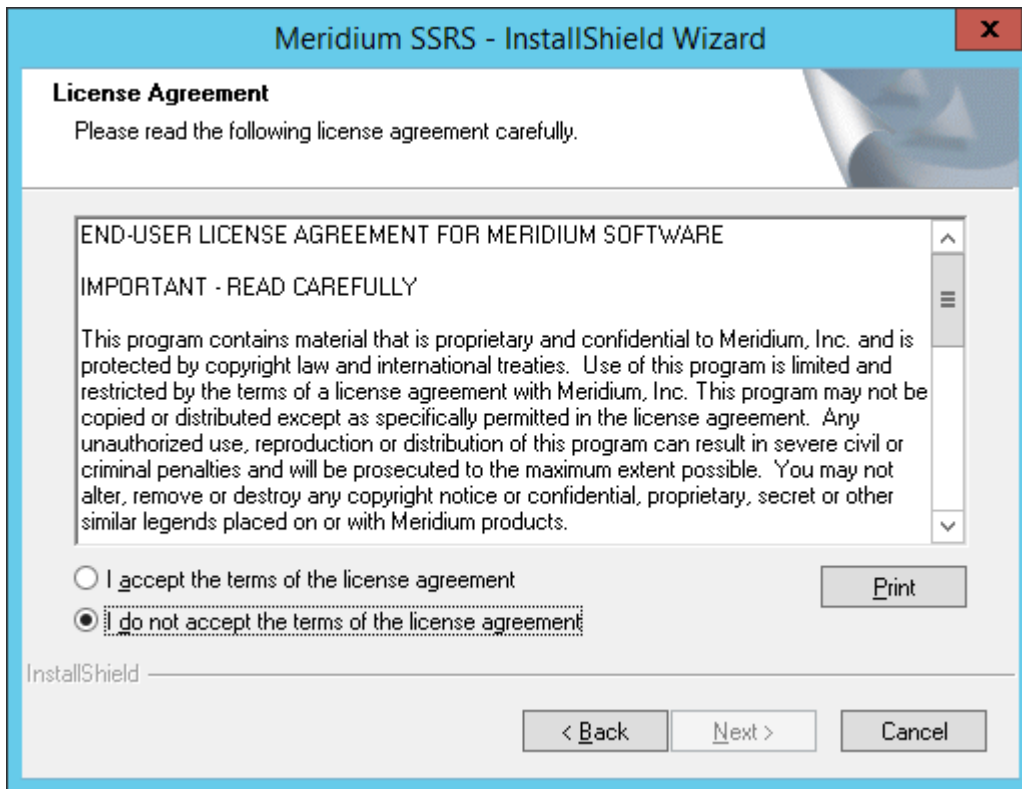 Meridium SSRS - InstallShield Wizard
x
License Agreement
Please read the following license agreement carefully.
END-USER LICENSE AGREEMENT FOR MERIDIUM SOFTWARE
IMPORTANT - READ CAREFULLY
This program contains material that is proprietary and confidential to Meridium, Inc. and is
protected by copyright law and international treaties.  Use of this program is limited and
restricted by the terms of a license agreement with Meridium, Inc. This program may not be
copied or distributed except as specifically permitted in the license agreement.  Any
unauthorized use, reproduction or distribution of this program can result in severe civil or
criminal penalties and will be prosecuted to the maximum extent possible.  You may not
alter, remove or destroy any copyright notice or confidential, proprietary, secret or other
similar legends placed on or with Meridium products.
I accept the terms of the license agreement
Print
I do not accept the terms of the license agreement
InstallShield
< Back
Next >
Cancel